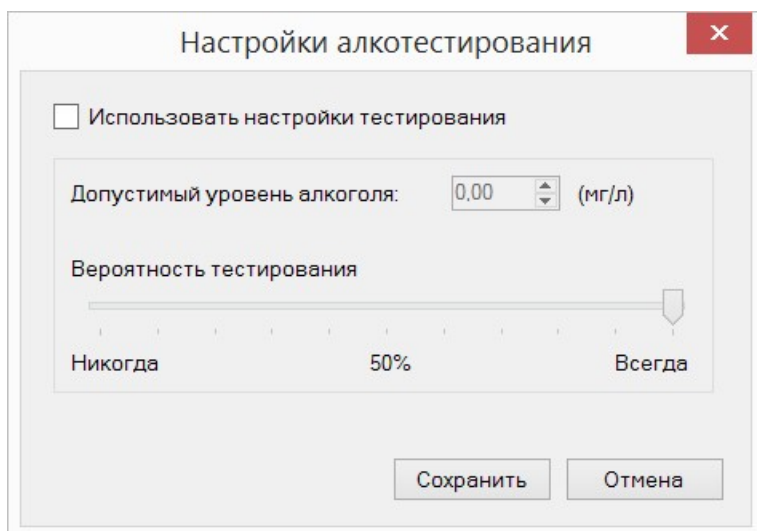 Настройки алкотестирования
Использовать настройки тестирования
Допустимый уровень алкоголя: 0,00 (мг/л)
Вероятность тестирования
Никогда 50% Всегда
Сохранить Отмена